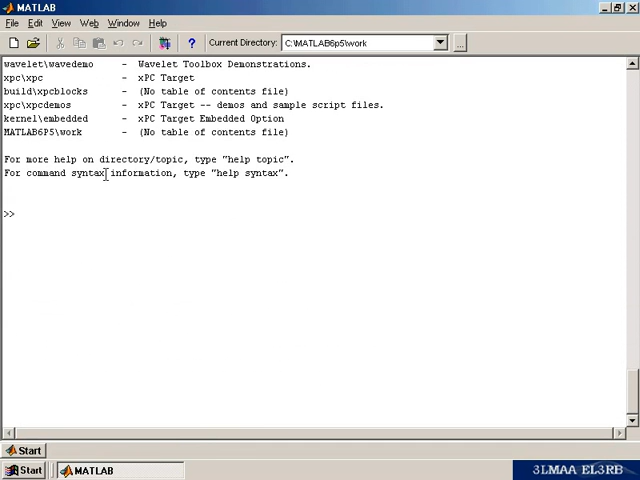 MATLAB
File Edit View Web Window Help
? Current Directory: C:\MATLAB6p5\work ...
wavelet\wavedemo - Wavelet Toolbox Demonstrations.
xpc\xpc - xPC Target
build\xpcblocks - (No table of contents file)
xpc\xpcdemos - xPC Target -- demos and sample script files.
kernel\embedded - xPC Target Embedded Option
MATLAB6P5\work - (No table of contents file)
For more help on directory/topic, type "help topic".
For command syntax information, type "help syntax".
>>
Start
Start MATLAB 3LMAA EL3RB